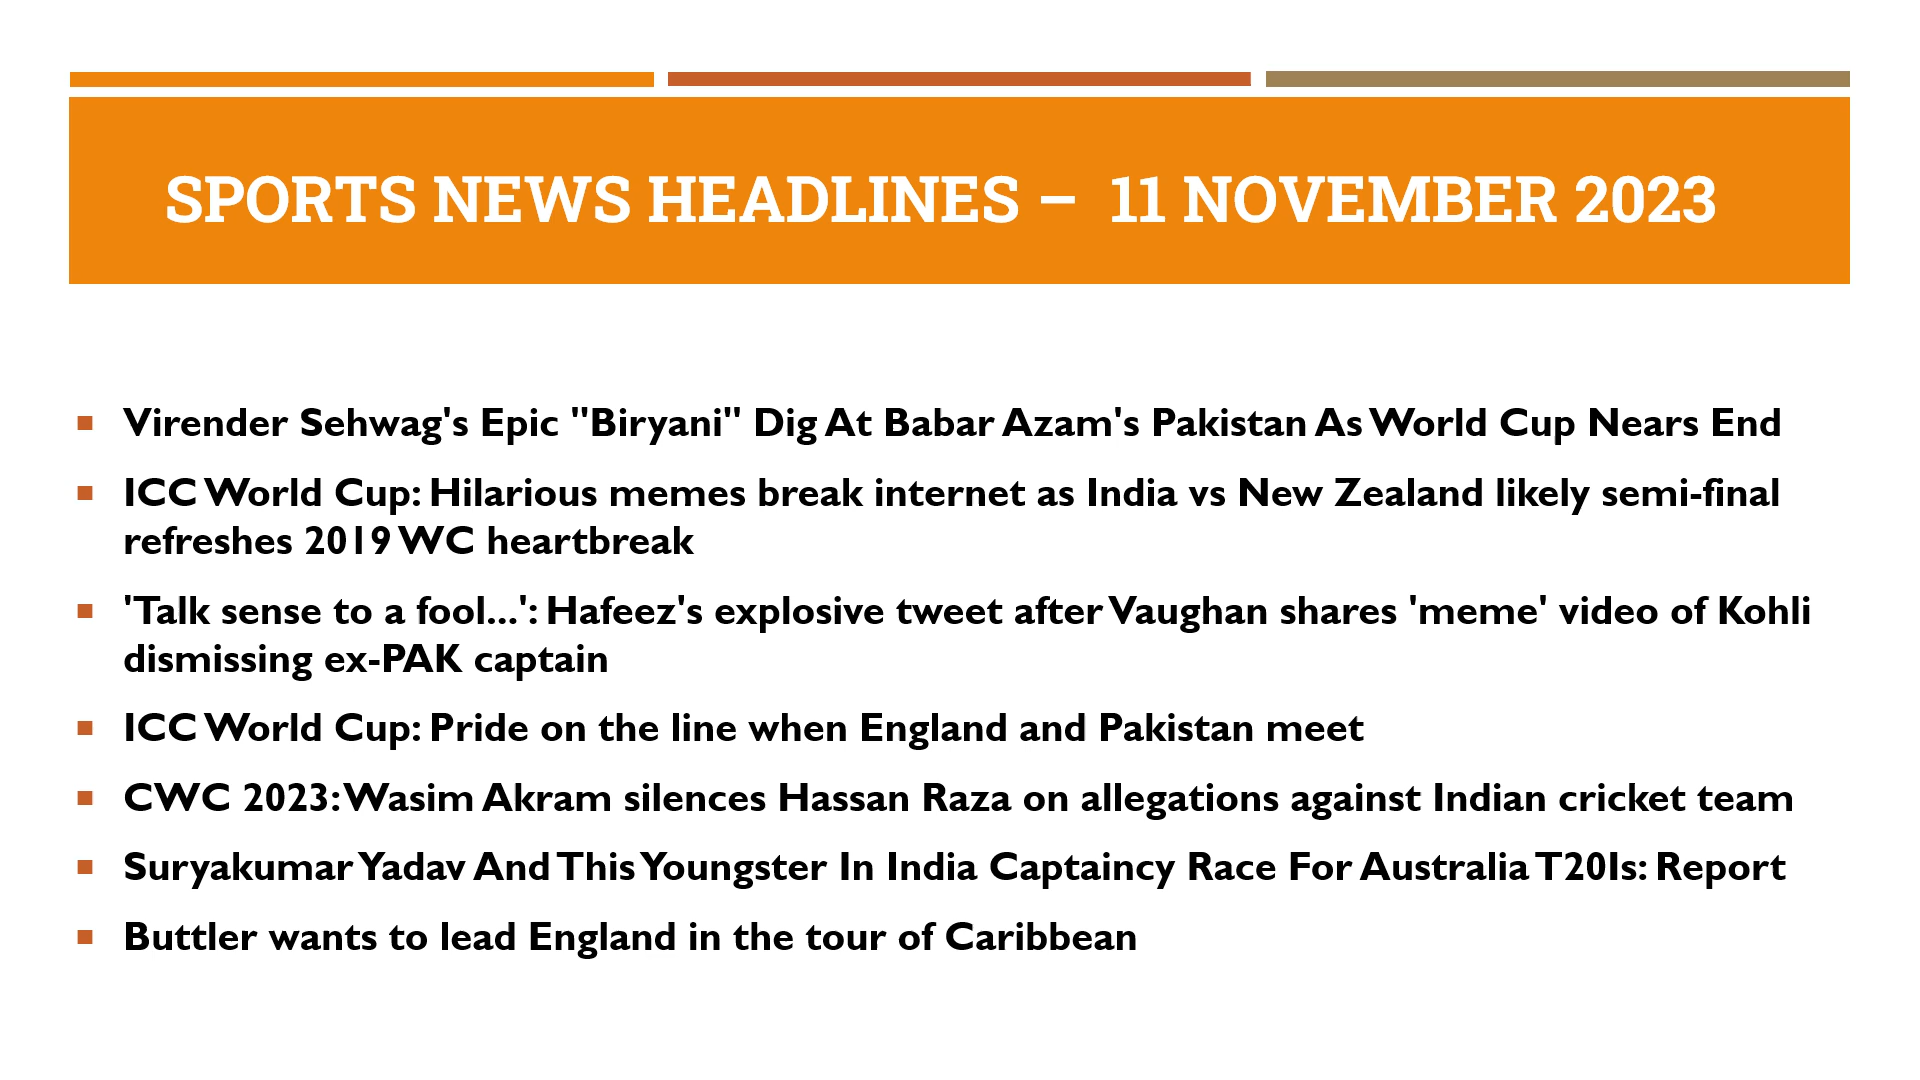 SPORTS NEWS HEADLINES – 11 NOVEMBER 2023
Virender Sehwag's Epic "Biryani" Dig At Babar Azam's Pakistan As World Cup Nears End
ICC World Cup: Hilarious memes break internet as India vs New Zealand likely semi-final
refreshes 2019 WC heartbreak
'Talk sense to a fool...': Hafeez's explosive tweet after Vaughan shares 'meme' video of Kohli
dismissing ex-PAK captain
ICC World Cup: Pride on the line when England and Pakistan meet
CWC 2023: Wasim Akram silences Hassan Raza on allegations against Indian cricket team
Suryakumar Yadav And This Youngster In India Captaincy Race For Australia T20Is: Report
Buttler wants to lead England in the tour of Caribbean